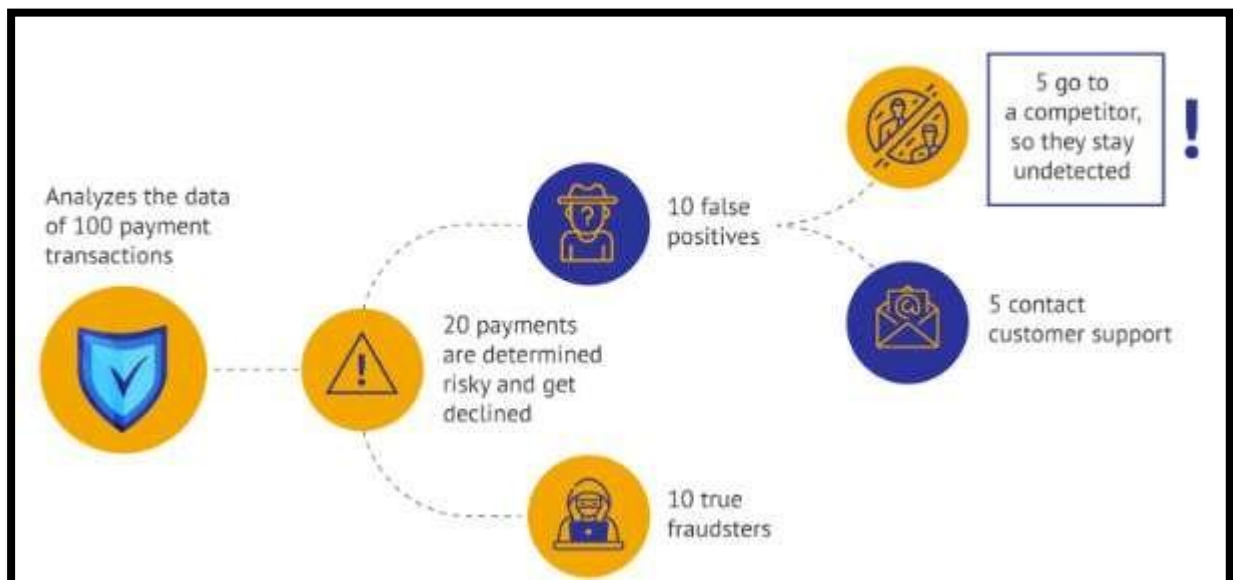 Analyzes the data
of 100 payment
transactions
20 payments
are determined
risky and get
declined
10 false
positives
10 true
fraudsters
5 go to
a competitor,
so they stay
undetected
!
5 contact
customer support